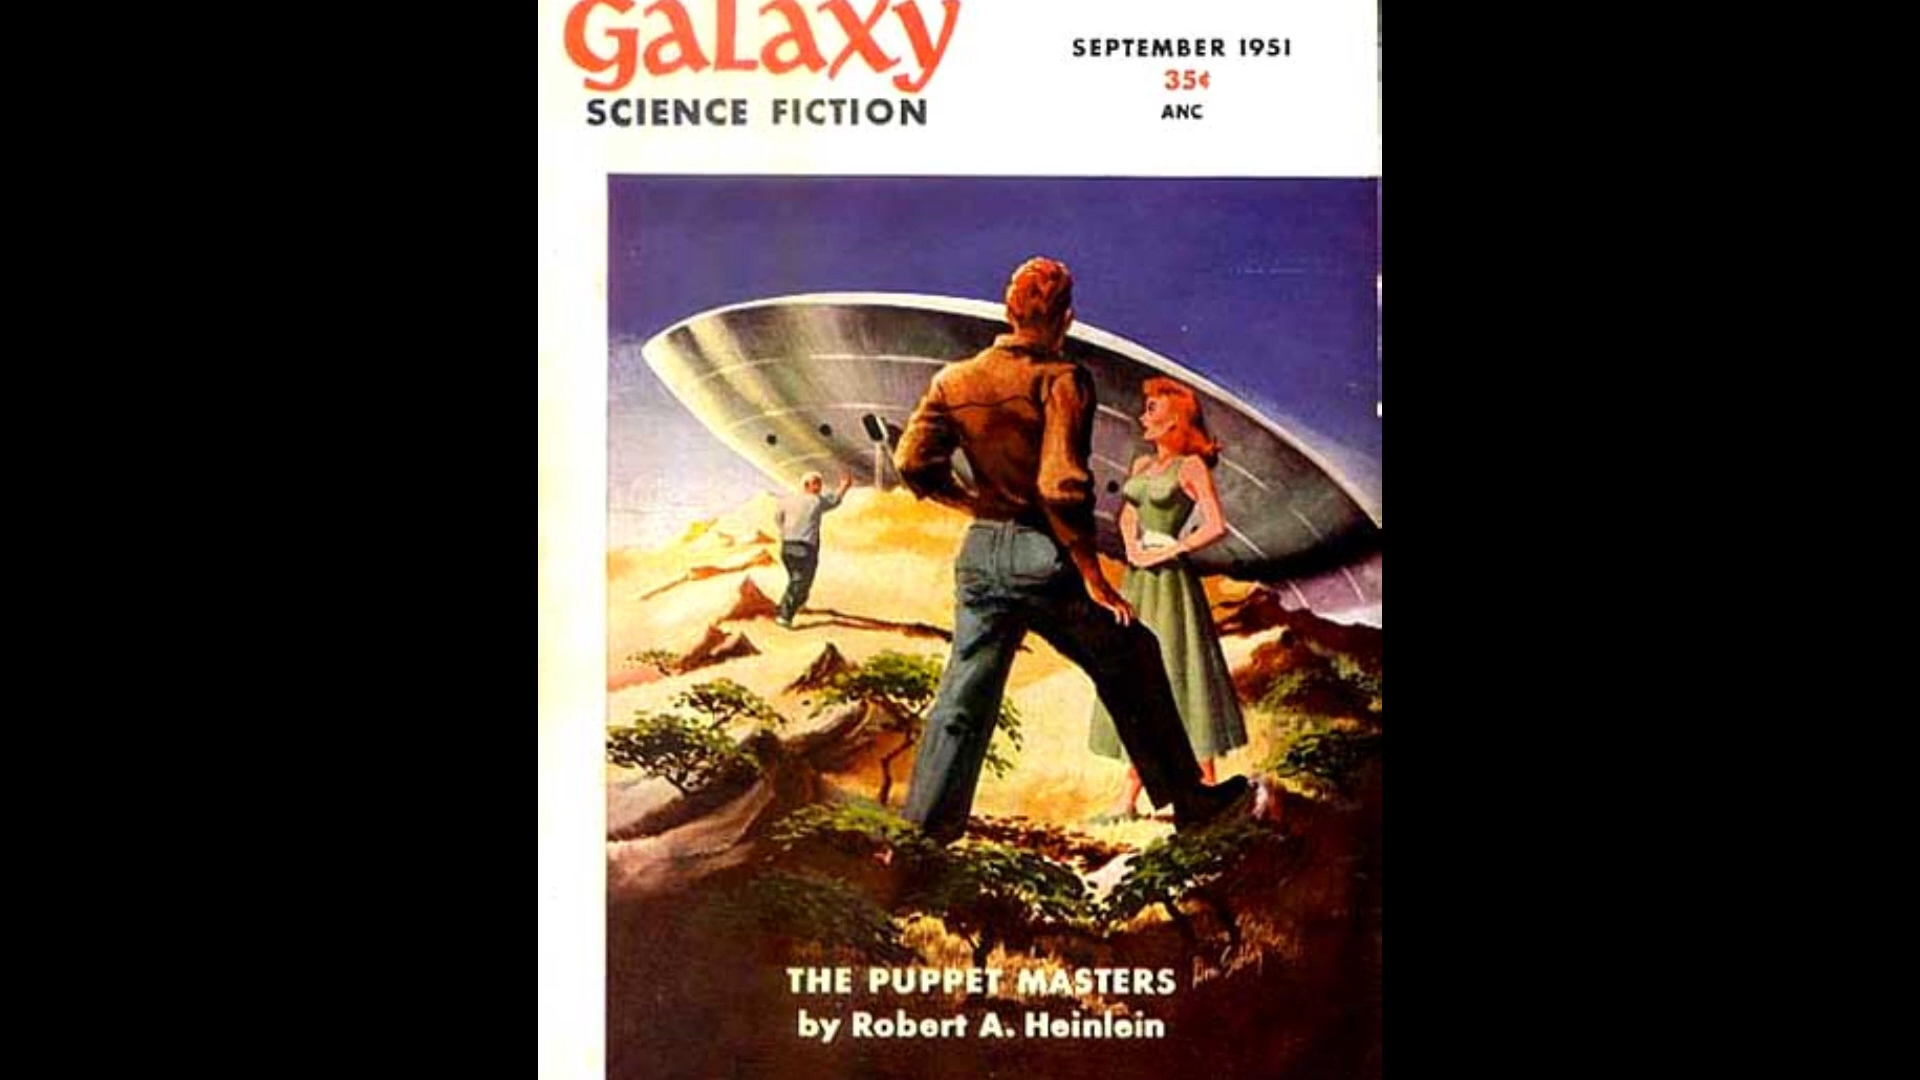 Galaxy
SCIENCE FICTION
SEPTEMBER 1951
35¢
ANC
THE PUPPET MASTERS
by Robert A. Heinlein